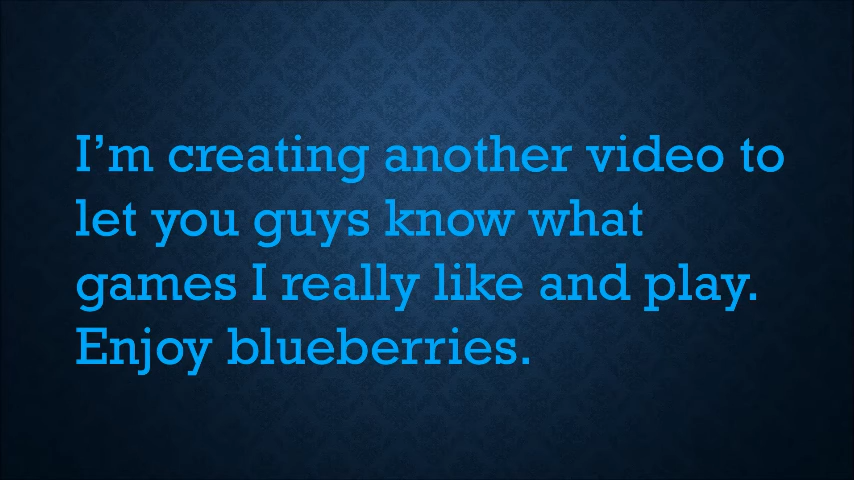 I’m creating another video to
let you guys know what
games I really like and play.
Enjoy blueberries.